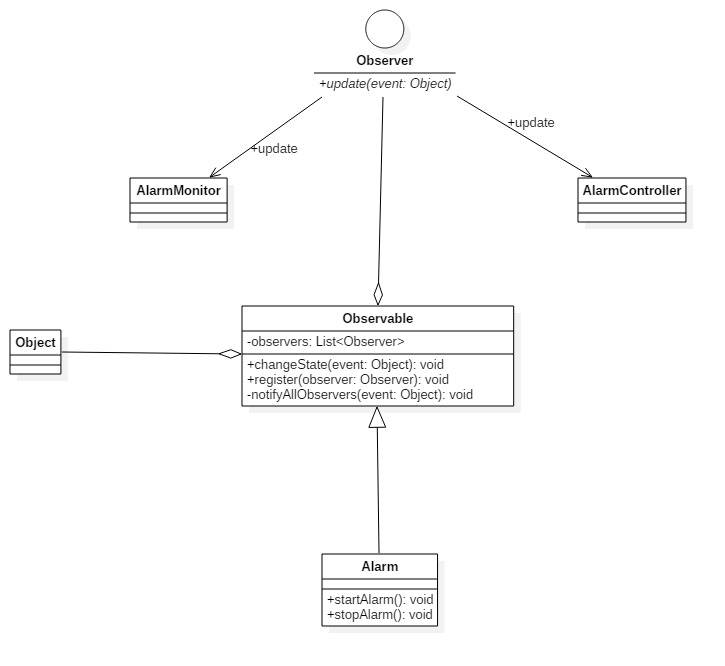 Observer
+update(event: Object)
+update
+update
AlarmMonitor
AlarmController
Observable
-observers: List<Observer>
+changeState(event: Object): void
+register(observer: Observer): void
-notifyAllObservers(event: Object): void
Object
Alarm
+startAlarm(): void
+stopAlarm(): void